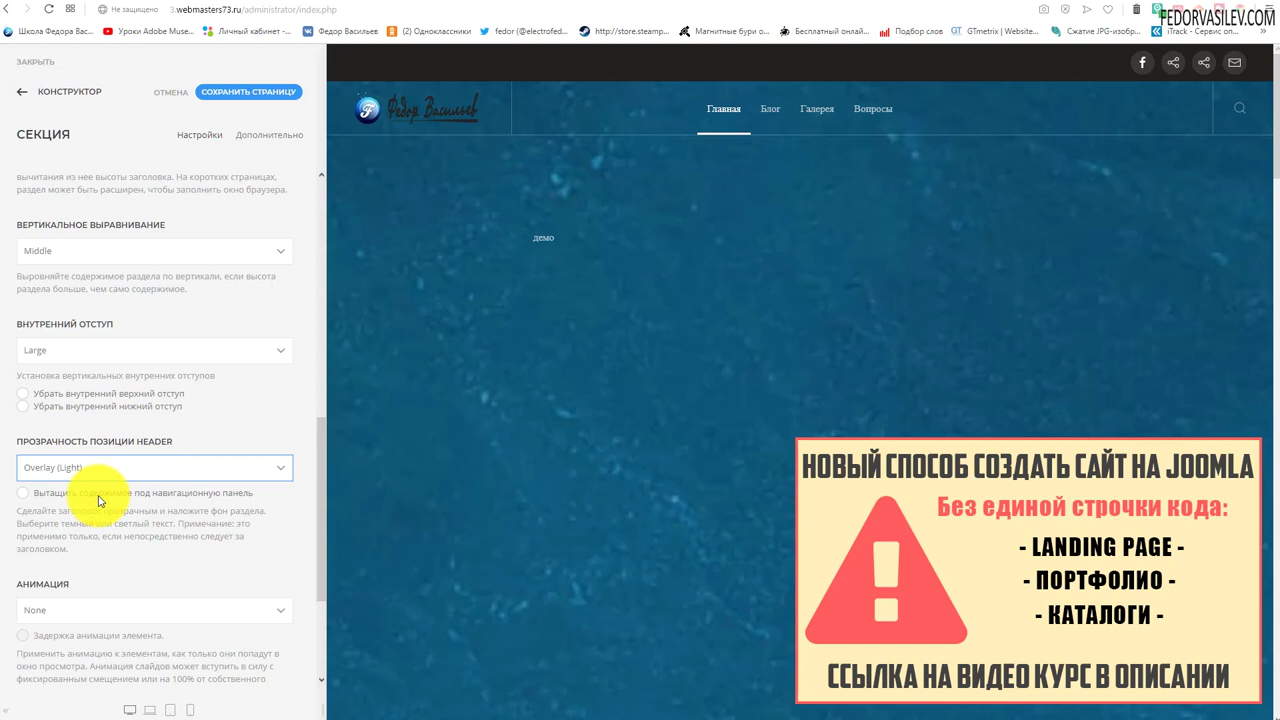 Не защищено
3.webmasters73.ru/administrator/index.php
FEDORVASILEV.COM
Школа Федора Васи...
Уроки Adobe Muse...
Личный кабинет -...
Федор Васильев
(2) Одноклассники
fedor (@electrofed...
http://store.steamp...
Магнитные бури о...
Бесплатный онлай...
Подбор слов
GTmetrix | Website...
Сжатие JPG-изобр...
iTrack - Сервис оп...
ЗАКРЫТЬ
КОНСТРУКТОР
ОТМЕНА
СОХРАНИТЬ СТРАНИЦУ
СЕКЦИЯ
Настройки
Дополнительно
вычитания из нее высоты заголовка. На коротких страницах,
раздел может быть расширен, чтобы заполнить окно браузера.
ВЕРТИКАЛЬНОЕ ВЫРАВНИВАНИЕ
Middle
Выровняйте содержимое раздела по вертикали, если высота
раздела больше, чем само содержимое.
ВНУТРЕННИЙ ОТСТУП
Large
Установка вертикальных внутренних отступов
Убрать внутренний верхний отступ
Убрать внутренний нижний отступ
ПРОЗРАЧНОСТЬ ПОЗИЦИИ HEADER
Overlay (Light)
Вытащить содержимое под навигационную панель
Сделайте заголовок прозрачным и наложите фон раздела.
Выберите темный или светлый текст. Примечание: это
применимо только, если непосредственно следует за
заголовком.
АНИМАЦИЯ
None
Задержка анимации элемента.
Применить анимацию к элементам, как только они попадут в
окно просмотра. Анимация слайдов может вступить в силу с
фиксированным смещением или на 100% от собственного
Федор Васильев
Главная
Блог
Галерея
Вопросы
демо
НОВЫЙ СПОСОБ СОЗДАТЬ САЙТ НА JOOMLA
Без единой строчки кода:
- LANDING PAGE -
- ПОРТФОЛИО -
- КАТАЛОГИ -
ССЫЛКА НА ВИДЕО КУРС В ОПИСАНИИ